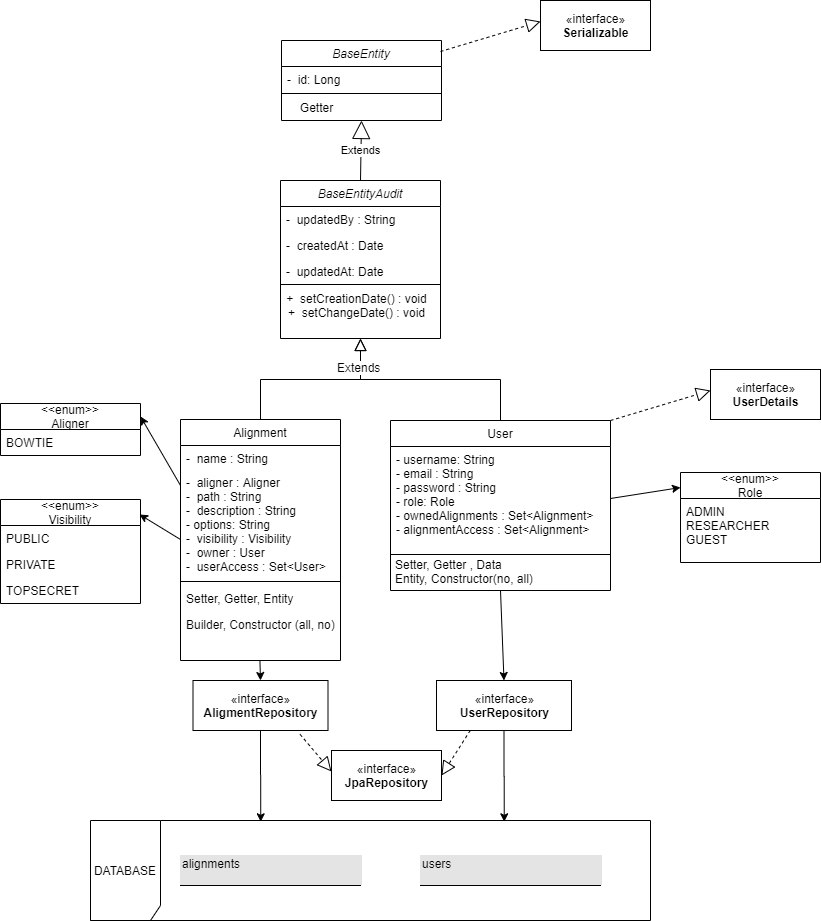 «interface»
Serializable
BaseEntity
- id: Long
Getter
Extends
BaseEntityAudit
- updatedBy : String
- createdAt : Date
- updatedAt: Date
+ setCreationDate() : void
+ setChangeDate() : void
Extends
«interface»
UserDetails
<<enum>>
Aligner
BOWTIE
Alignment
- name : String
- aligner : Aligner
- path : String
- description : String
- options: String
- visibility : Visibility
- owner : User
- userAccess : Set<User>
Setter, Getter, Entity
Builder, Constructor (all, no)
User
- username: String
- email : String
- password : String
- role: Role
- ownedAlignments : Set<Alignment>
- alignmentAccess : Set<Alignment>
Setter, Getter , Data
Entity, Constructor(no, all)
<<enum>>
Role
ADMIN
RESEARCHER
GUEST
<<enum>>
Visibility
PUBLIC
PRIVATE
TOPSECRET
«interface»
AligmentRepository
«interface»
UserRepository
«interface»
JpaRepository
DATABASE
alignments
users